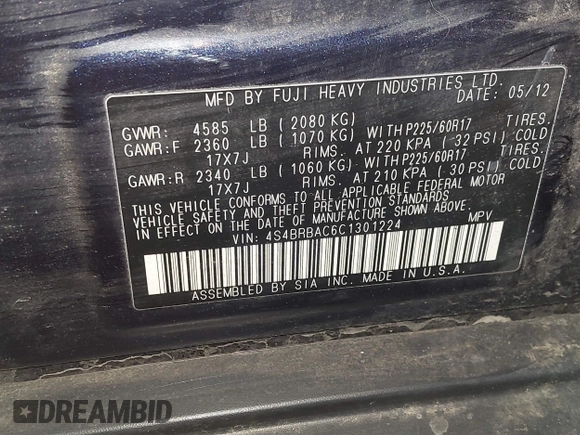 MFD BY FUJI HEAVY INDUSTRIES LTD.
DATE: 05/12
GVWR: 4585 LB (2080 KG)
GAWR:F 2360 LB (1070 KG) WITH P225/60R17 TIRES.
17X7J RIMS. AT 220 KPA (32 PSI) COLD
GAWR:R 2340 LB (1060 KG) WITH P225/60R17 TIRES.
17X7J RIMS. AT 210 KPA (30 PSI) COLD
THIS VEHICLE CONFORMS TO ALL APPLICABLE FEDERAL MOTOR
VEHICLE SAFETY AND THEFT PREVENTION STANDARDS
IN EFFECT ON THE DATE OF MANUFACTURE SHOWN ABOVE.
VIN: 4S4BRBAC6C1301224 MPV
ASSEMBLED BY SIA INC. MADE IN U.S.A.
DREAMBID